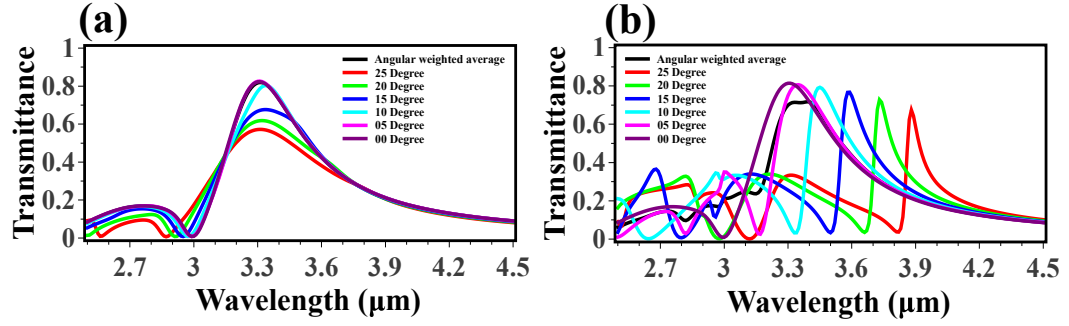 (a)
Transmittance
1
0.8
0.6
0.4
0.2
0
Angular weighted average
25 Degree
20 Degree
15 Degree
10 Degree
05 Degree
00 Degree
2.7 3 3.3 3.6 3.9 4.2 4.5
Wavelength (μm)
(b)
Transmittance
1
0.8
0.6
0.4
0.2
0
Angular weighted average
25 Degree
20 Degree
15 Degree
10 Degree
05 Degree
00 Degree
2.7 3 3.3 3.6 3.9 4.2 4.5
Wavelength (μm)